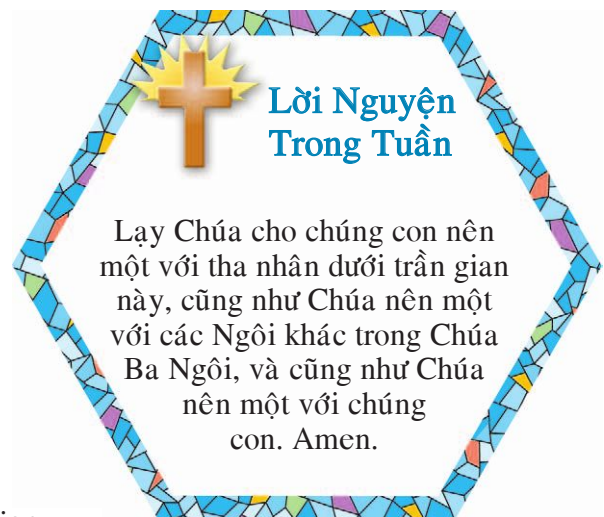 Lời Nguyện
Trong Tuần
Lạy Chúa cho chúng con nên
một với tha nhân dưới trần gian
này, cũng như Chúa nên một
với các Ngôi khác trong Chúa
Ba Ngôi, và cũng như Chúa
nên một với chúng
con. Amen.